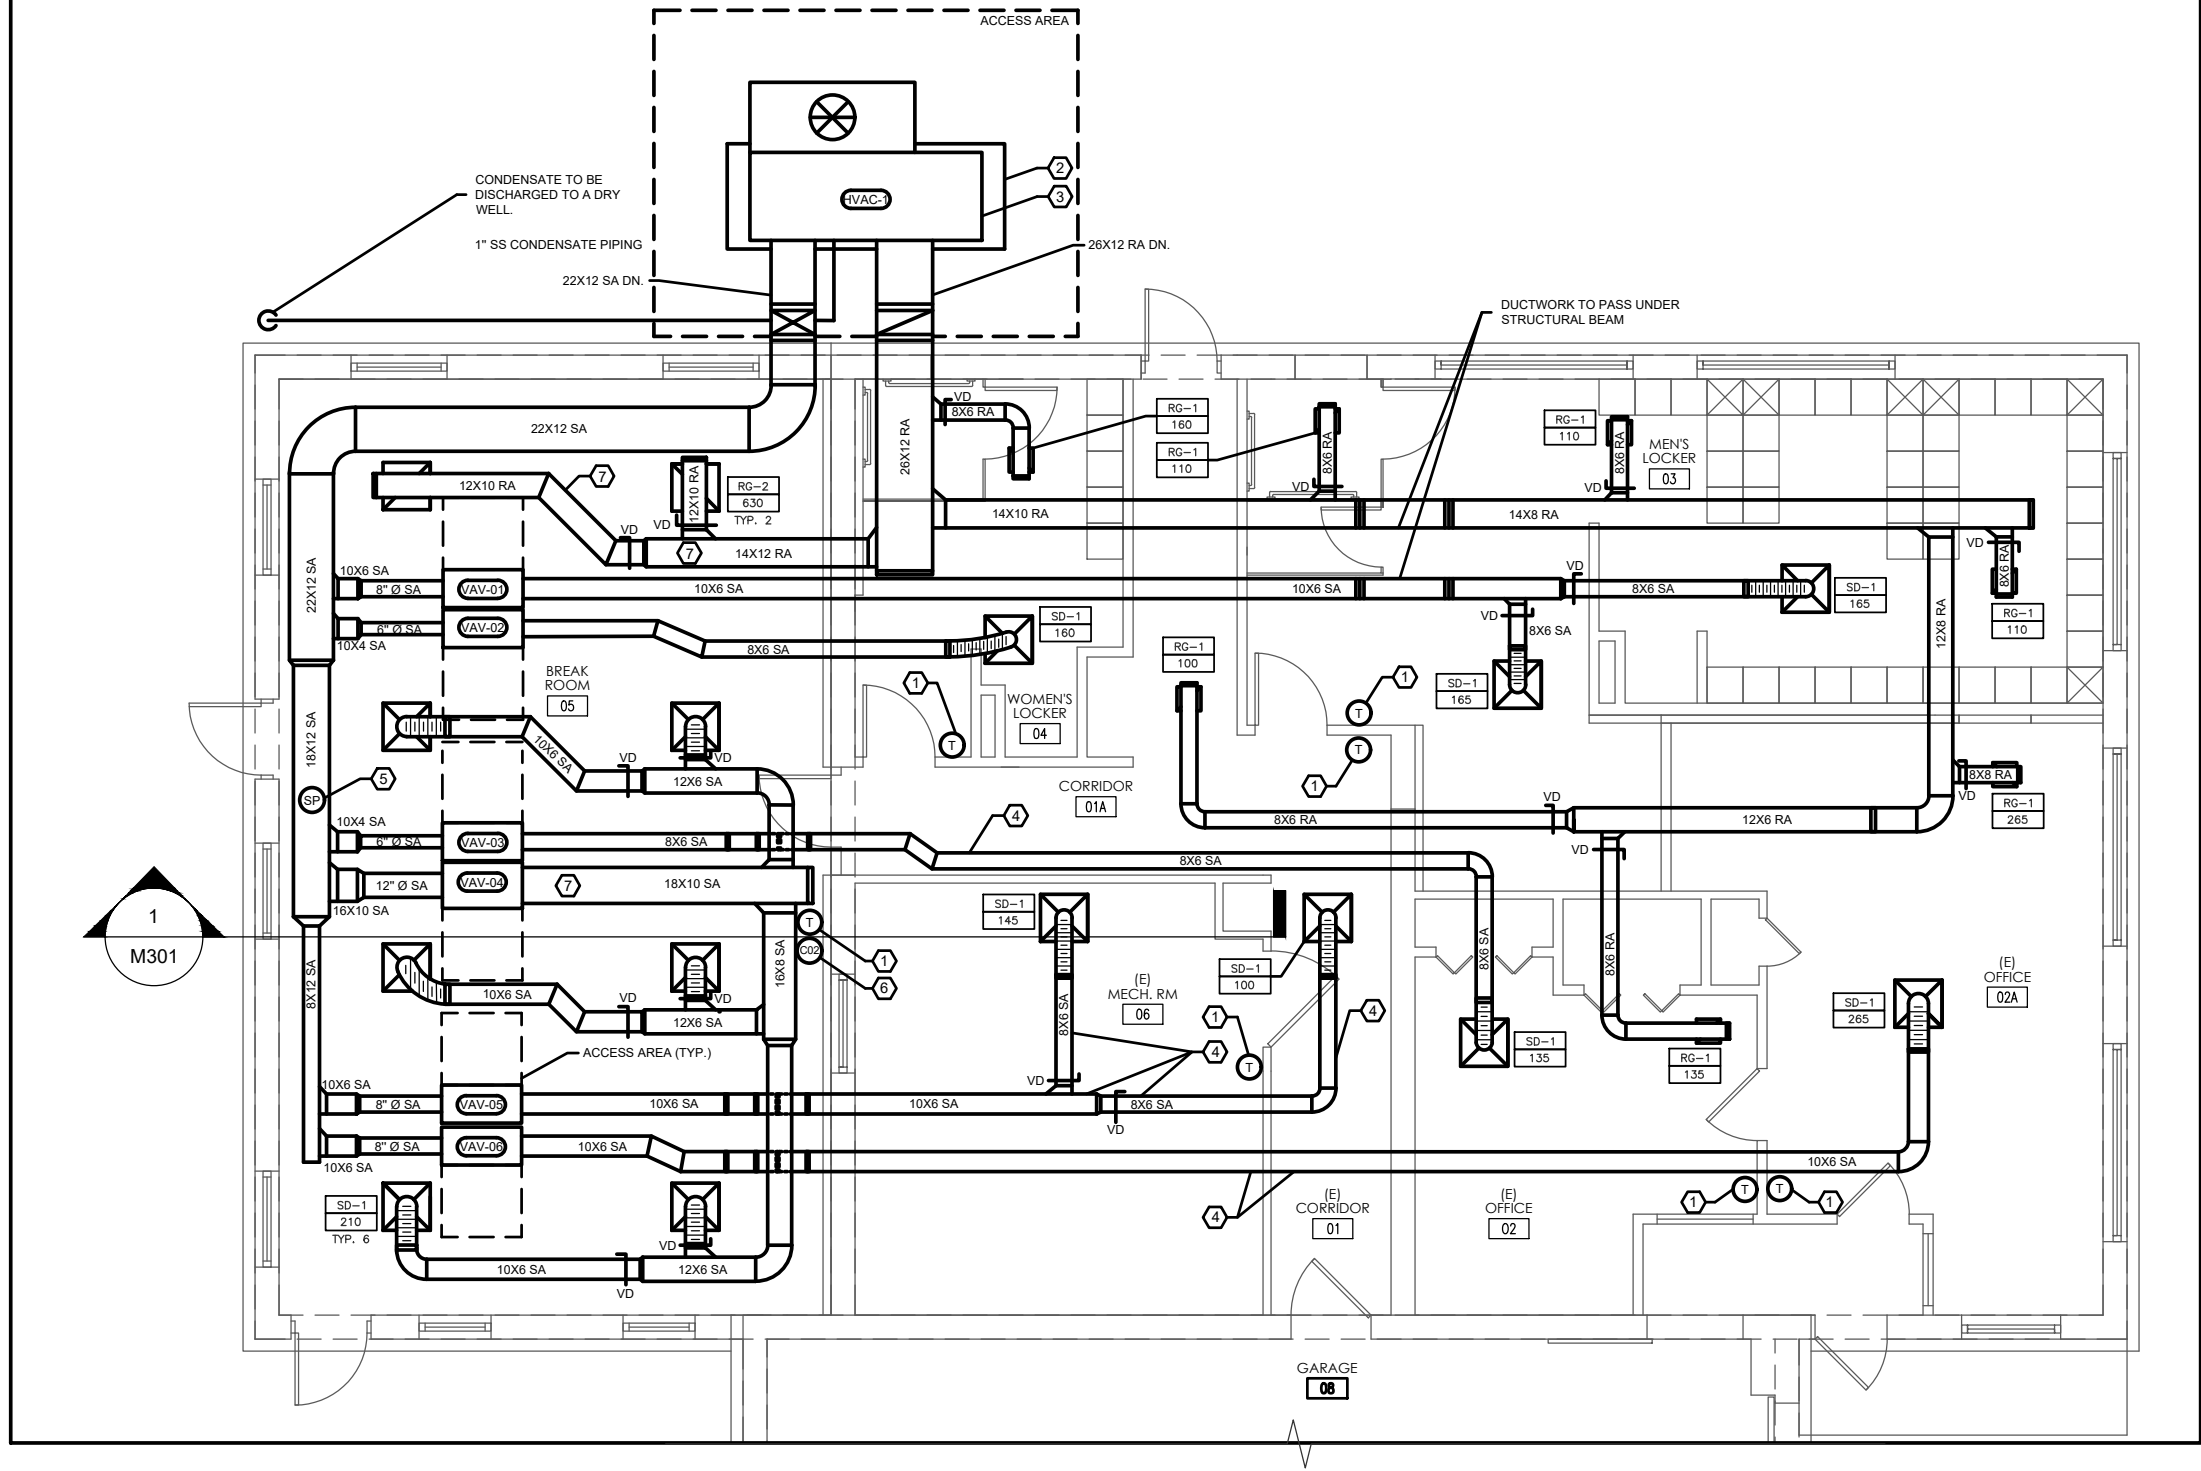 ACCESS AREA
CONDENSATE TO BE
DISCHARGED TO A DRY
WELL.
2
3
HVAC-1
1" SS CONDENSATE PIPING
26X12 RA DN.
22X12 SA DN.
DUCTWORK TO PASS UNDER
STRUCTURAL BEAM
VD
8X6 RA
RG-1
160
RG-1
110
8X6 RA
VD
RG-1
110
8X6 RA
VD
MEN'S
LOCKER
03
22X12 SA
26X12 RA
7
12X10 RA
12X10 RA
RG-2
630
TYP. 2
VD
VD
7
14X12 RA
14X10 RA
14X8 RA
VD
8X6 RA
RG-1
110
12X8 RA
22X12 SA
10X6 SA
8" Ø SA
VAV-01
10X6 SA
10X6 SA
VD
8X6 SA
SD-1
165
6" Ø SA
10X4 SA
VAV-02
8X6 SA
SD-1
160
VD
8X6 SA
SD-1
165
RG-1
100
BREAK
ROOM
05
1
WOMEN'S
LOCKER
04
T
1
T
T
1
18X12 SA
10X6 SA
VD
VD
12X6 SA
SP
5
CORRIDOR
01A
8X8 RA
VD
RG-1
265
10X4 SA
6" Ø SA
VAV-03
8X6 SA
4
8X6 RA
VD
12X6 RA
8X6 SA
VD
12" Ø SA
16X10 SA
VAV-04
7
18X10 SA
1
M301
T
CO2
1
6
SD-1
145
SD-1
100
8X6 SA
8X6 RA
8X12 SA
16X8 SA
10X6 SA
VD
VD
12X6 SA
(E)
MECH. RM
06
8X6 SA
1
T
4
4
SD-1
135
RG-1
135
SD-1
265
(E)
OFFICE
02A
ACCESS AREA (TYP.)
10X6 SA
8" Ø SA
VAV-05
10X6 SA
10X6 SA
VD
8X6 SA
VD
8" Ø SA
10X6 SA
VAV-06
10X6 SA
10X6 SA
SD-1
210
TYP. 6
4
(E)
CORRIDOR
01
(E)
OFFICE
02
1
T
T
1
VD
10X6 SA
VD
12X6 SA
GARAGE
08